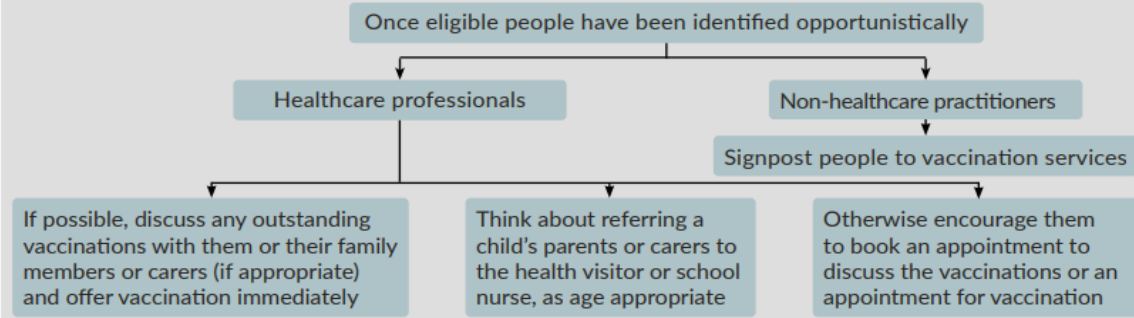 Once eligible people have been identified opportunistically
Healthcare professionals
Non-healthcare practitioners
Signpost people to vaccination services
If possible, discuss any outstanding
vaccinations with them or their family
members or carers (if appropriate)
and offer vaccination immediately
Think about referring a
child's parents or carers to
the health visitor or school
nurse, as age appropriate
Otherwise encourage them
to book an appointment to
discuss the vaccinations or an
appointment for vaccination